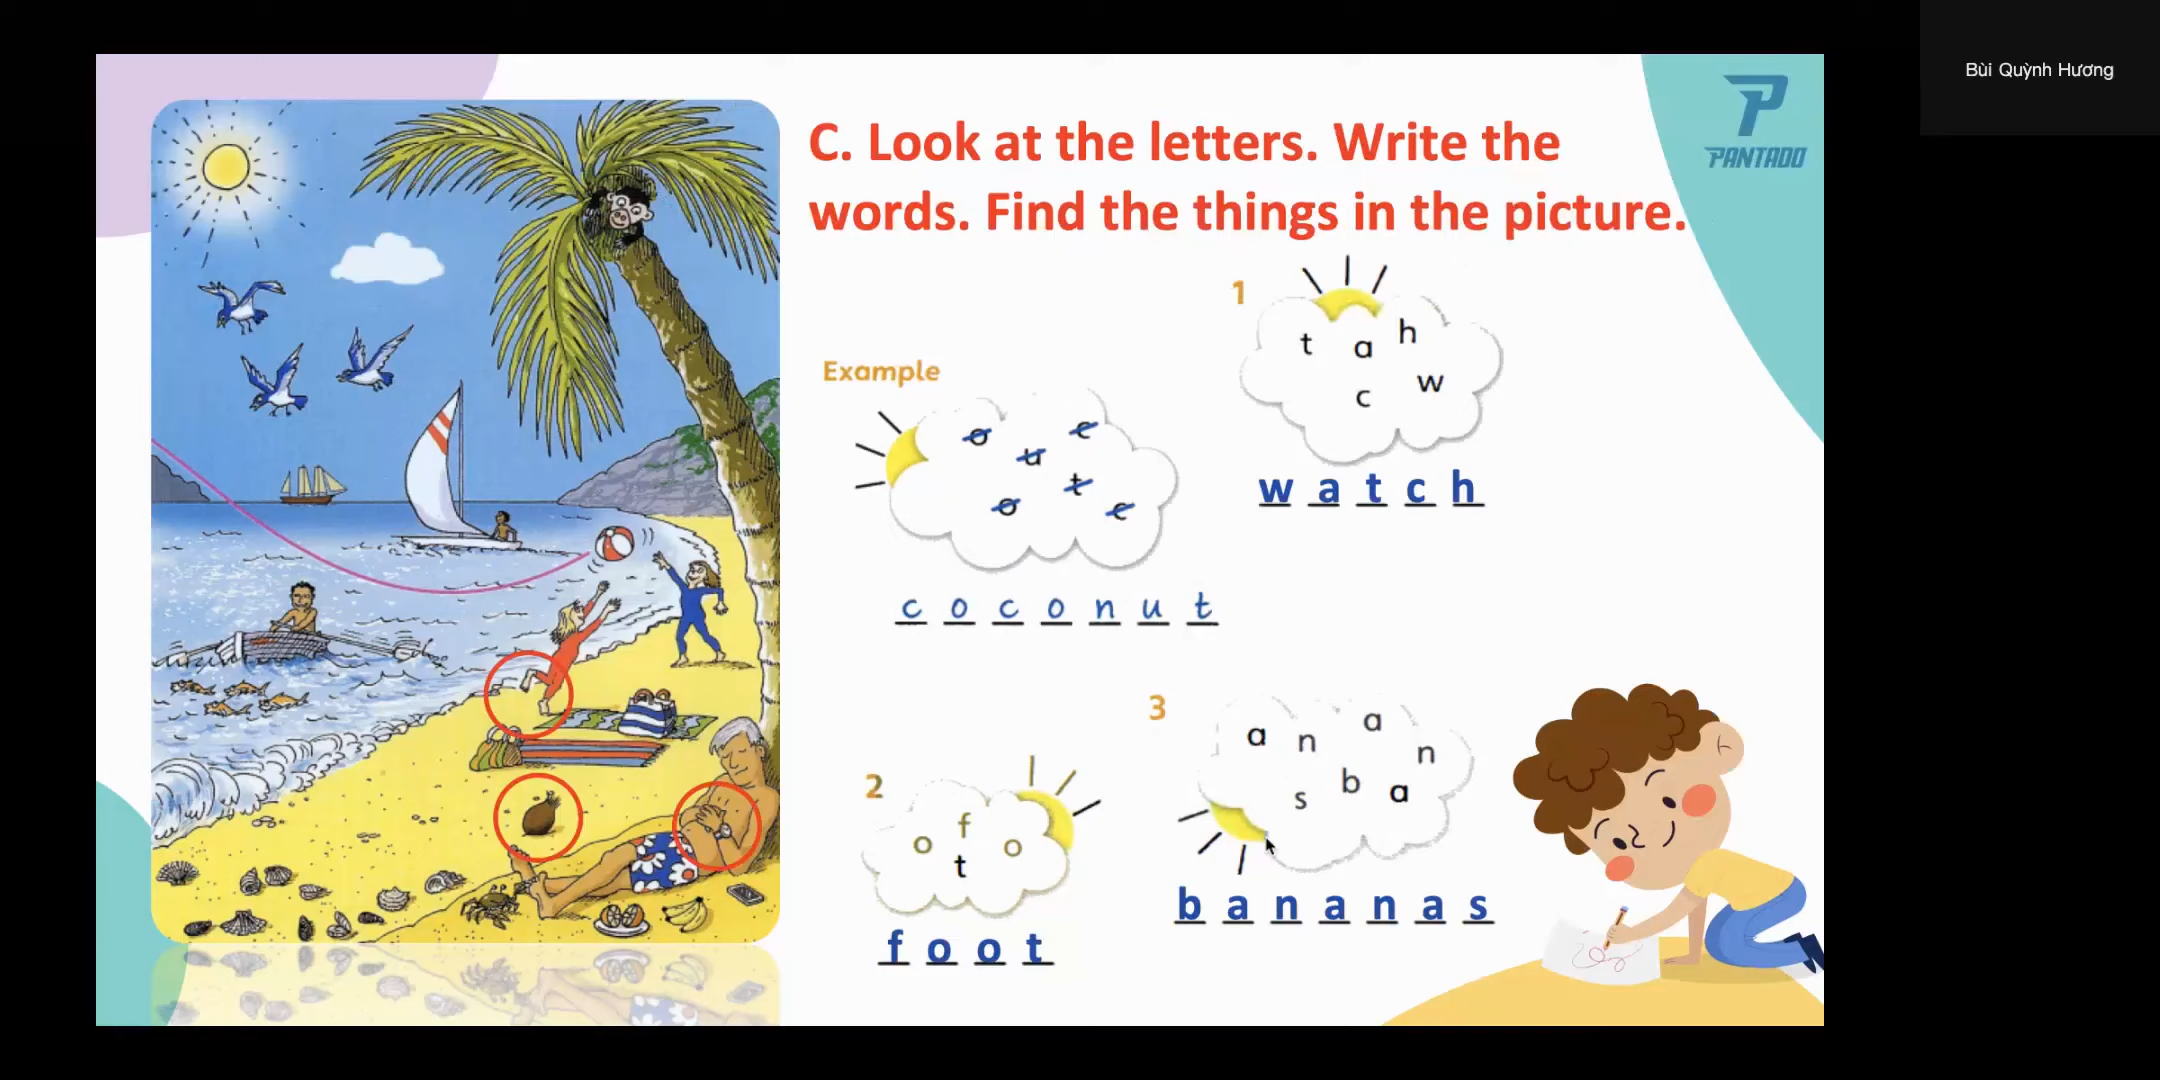 Bùi Quỳnh Hương
PANTADO
C. Look at the letters. Write the
words. Find the things in the picture.
Example
o c
u
t
o c
c o c o n u t
1
t a h
c w
w a t c h
2
f
o o
t
f o o t
3
a n a n
s b a
b a n a n a s